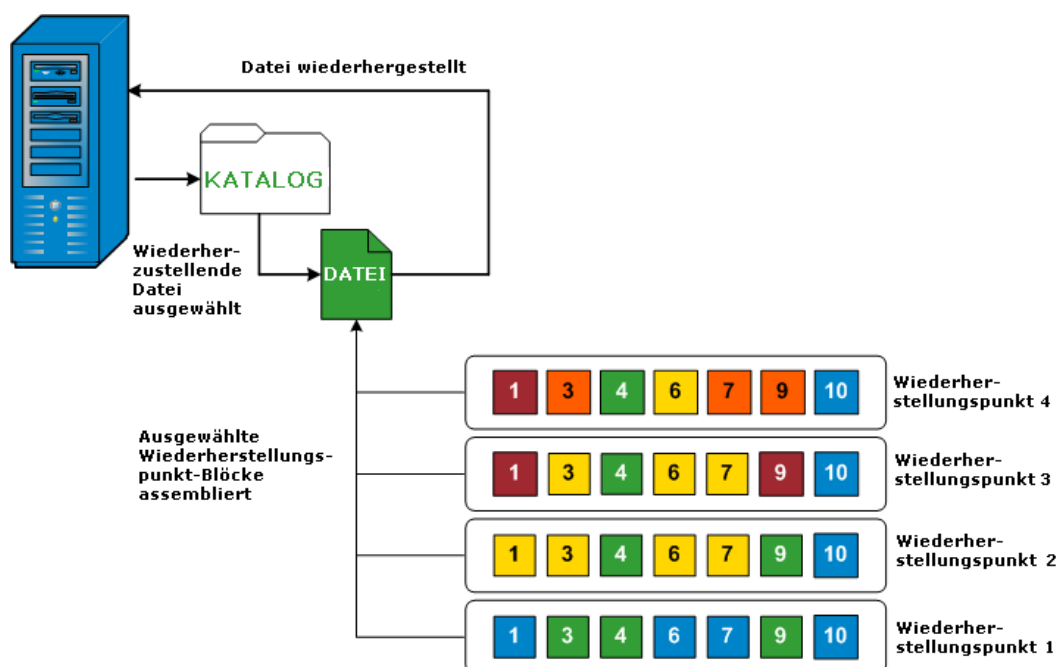 Datei wiederhergestellt
KATALOG
Wiederher-
zustellende
Datei
ausgewählt
DATEI
1 3 4 6 7 9 10
Wiederher-
stellungspunkt 4
Ausgewählte
Wiederherstellungs-
punkt-Blöcke
assembliert
1 3 4 6 7 9 10
Wiederher-
stellungspunkt 3
1 3 4 6 7 9 10
Wiederher-
stellungspunkt 2
1 3 4 6 7 9 10
Wiederher-
stellungspunkt 1